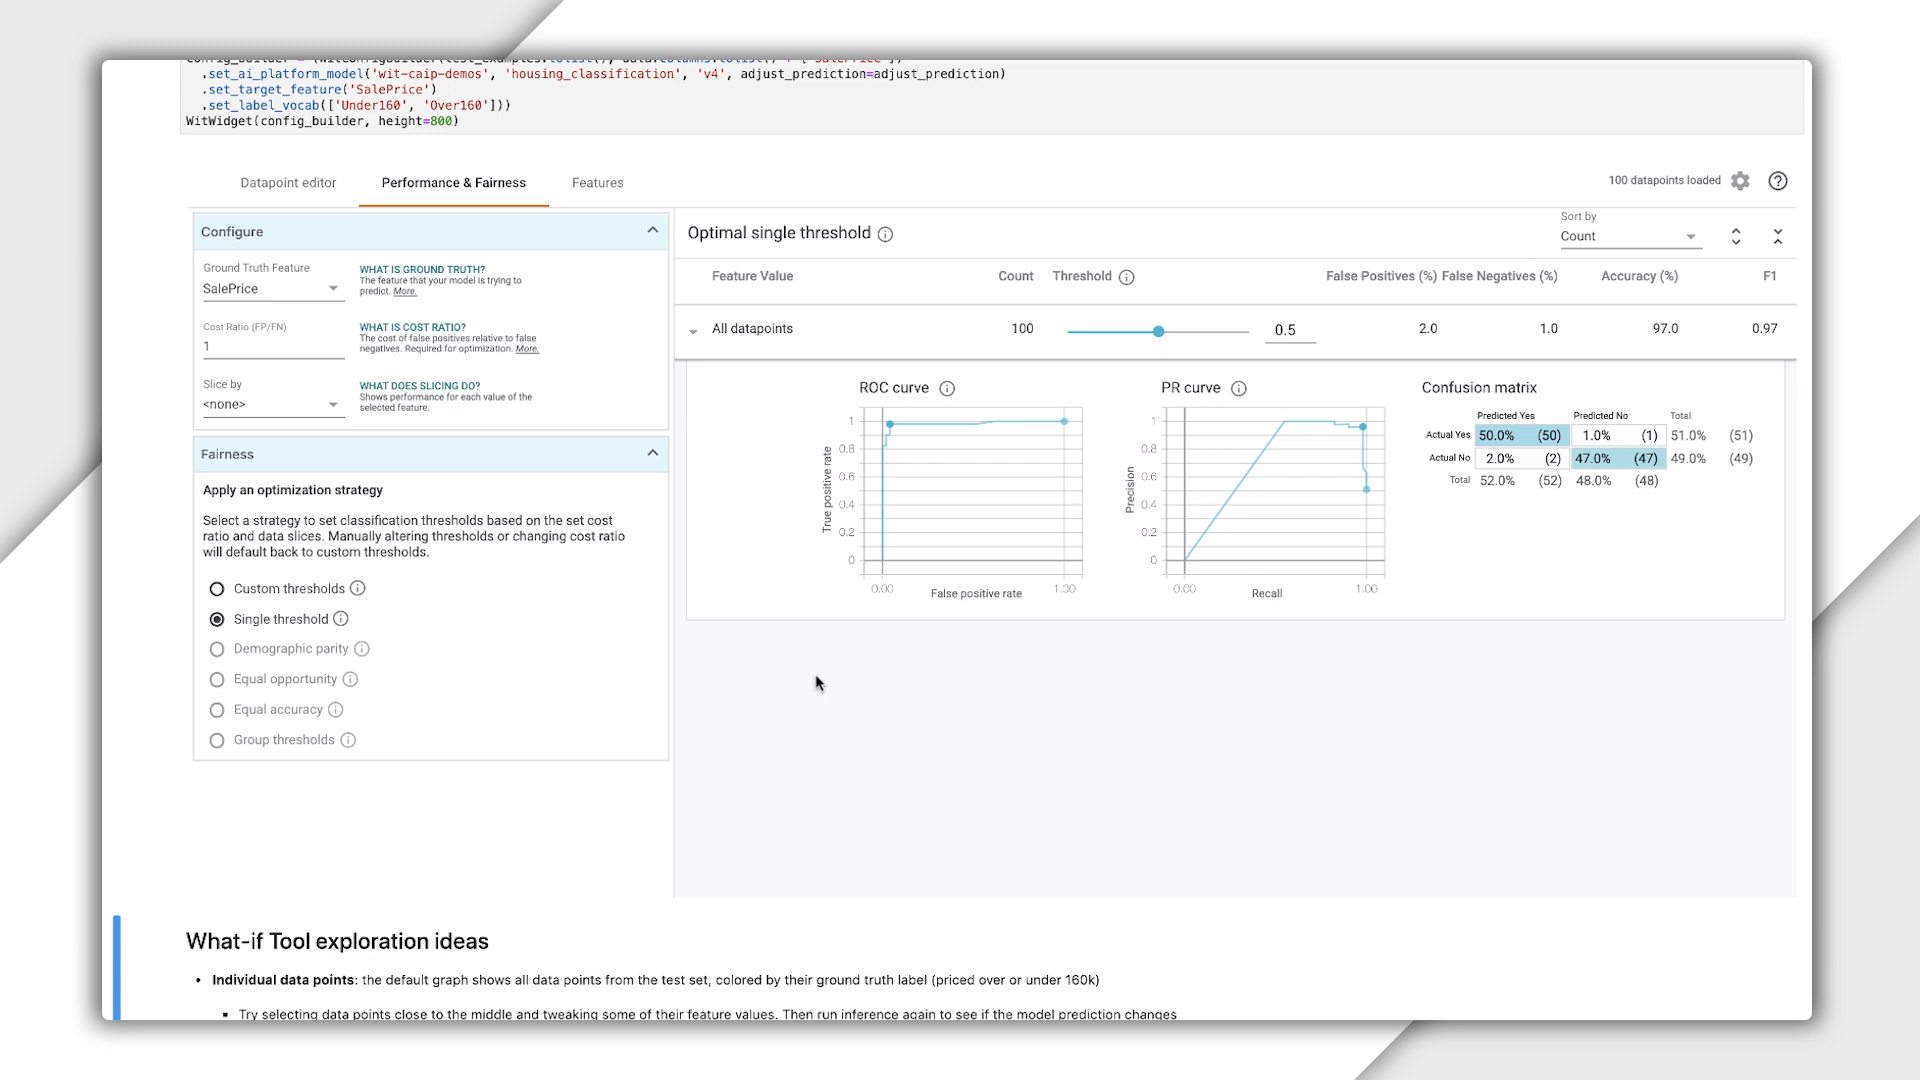 .set_ai_platform_model('wit-caip-demos', 'housing_classification', 'v4', adjust_prediction=adjust_prediction)
.set_target_feature('SalePrice')
.set_label_vocab(['Under160', 'Over160']))
WitWidget(config_builder, height=800)
Datapoint editor Performance & Fairness Features 100 datapoints loaded
Configure
Ground Truth Feature
SalePrice
WHAT IS GROUND TRUTH?
The feature that your model is trying to
predict. More.
Cost Ratio (FP/FN)
1
WHAT IS COST RATIO?
The cost of false positives relative to false
negatives. Required for optimization. More.
Slice by
<none>
WHAT DOES SLICING DO?
Shows performance for each value of the
selected feature.
Fairness
Apply an optimization strategy
Select a strategy to set classification thresholds based on the set cost
ratio and data slices. Manually altering thresholds or changing cost ratio
will default back to custom thresholds.
Custom thresholds
Single threshold
Demographic parity
Equal opportunity
Equal accuracy
Group thresholds
Optimal single threshold
Sort by
Count
Feature Value Count Threshold False Positives (%) False Negatives (%) Accuracy (%) F1
All datapoints 100 0.5 2.0 1.0 97.0 0.97
ROC curve
True positive rate
1
0.8
0.6
0.4
0.2
0
0.00 1.00
False positive rate
PR curve
Precision
1
0.8
0.6
0.4
0.2
0
0.00 1.00
Recall
Confusion matrix
Predicted Yes Predicted No Total
Actual Yes 50.0% (50) 1.0% (1) 51.0% (51)
Actual No 2.0% (2) 47.0% (47) 49.0% (49)
Total 52.0% (52) 48.0% (48)
What-if Tool exploration ideas
• Individual data points: the default graph shows all data points from the test set, colored by their ground truth label (priced over or under 160k)
▪ Try selecting data points close to the middle and tweaking some of their feature values. Then run inference again to see if the model prediction changes